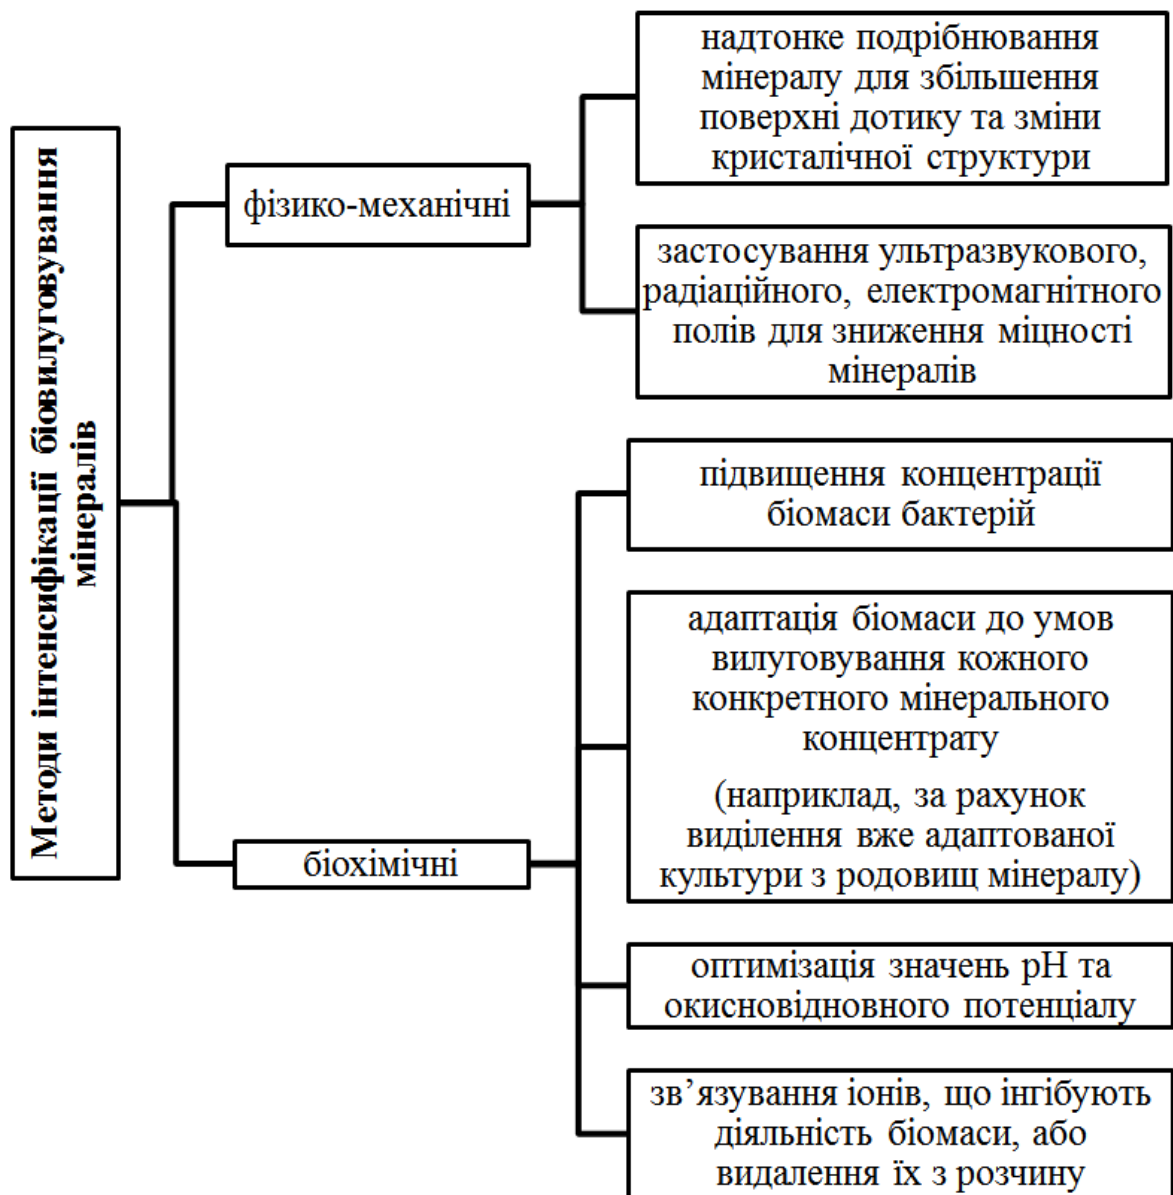 Методи інтенсифікації біовилуговування
мінералів
фізико-механічні
надтонке подрібнювання
мінералу для збільшення
поверхні дотику та зміни
кристалічної структури
застосування ультразвукового,
радіаційного, електромагнітного
полів для зниження міцності
мінералів
біохімічні
підвищення концентрації
біомаси бактерій
адаптація біомаси до умов
вилуговування кожного
конкретного мінерального
концентрату
(наприклад, за рахунок
виділення вже адаптованої
культури з родовищ мінералу)
оптимізація значень рН та
окисновідновного потенціалу
зв’язування іонів, що інгібують
діяльність біомаси, або
видалення їх з розчину